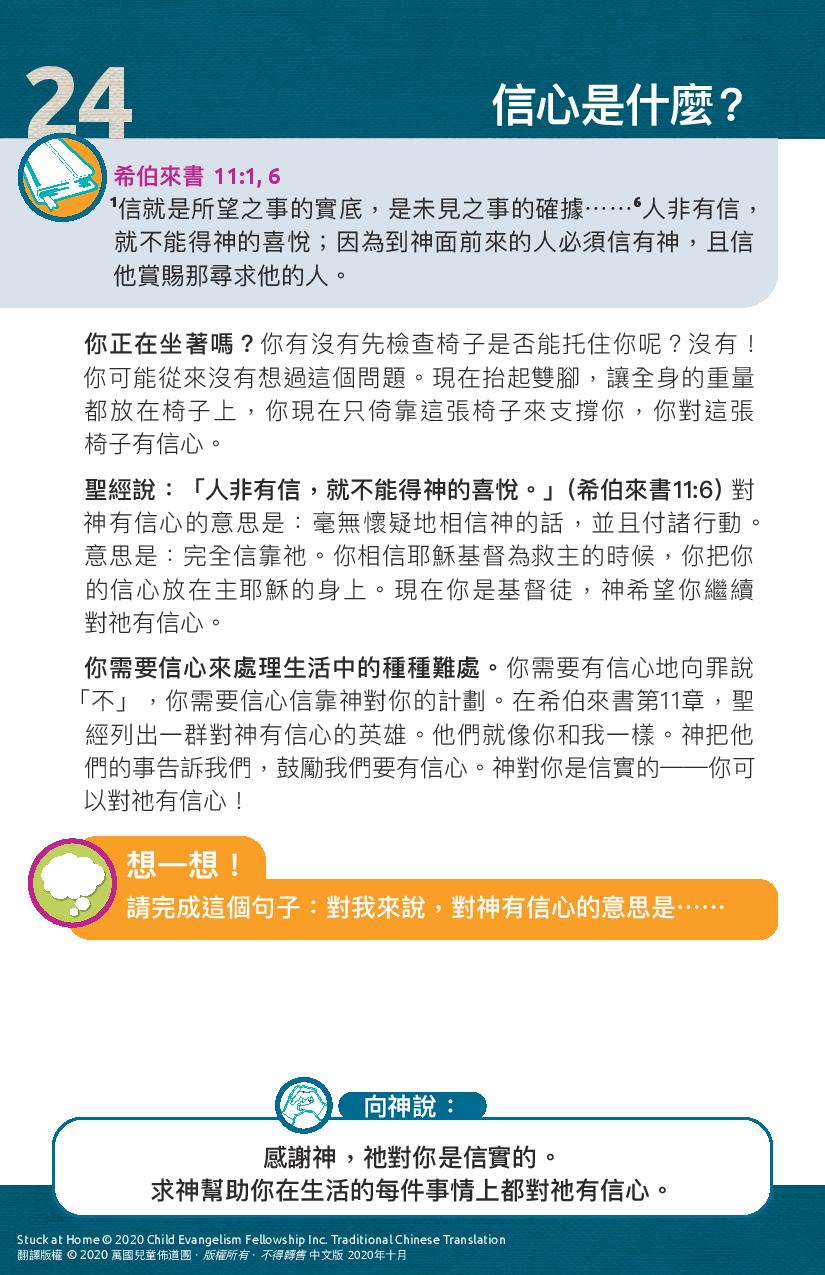 24
信心是什麼？
希伯來書 11:1, 6
¹信就是所望之事的實底，是未見之事的確據⋯⋯⁶人非有信，
就不能得神的喜悅；因為到神面前來的人必須信有神，且信
他賞賜那尋求他的人。
你正在坐著嗎？你有沒有先檢查椅子是否能托住你呢？沒有！
你可能從來沒有想過這個問題。現在抬起雙腳，讓全身的重量
都放在椅子上，你現在只倚靠這張椅子來支撐你，你對這張
椅子有信心。
聖經說：「人非有信，就不能得神的喜悅。」（希伯來書11:6）對
神有信心的意思是：毫無懷疑地相信神的話，並且付諸行動。
意思是：完全信靠祂。你相信耶穌基督為救主的時候，你把你
的信心放在主耶穌的身上。現在你是基督徒，神希望你繼續
對祂有信心。
你需要信心來處理生活中的種種難處。你需要有信心地向罪說
「不」，你需要信心信靠神對你的計劃。在希伯來書第11章，聖
經列出一群對神有信心的英雄。他們就像你和我一樣。神把他
們的事告訴我們，鼓勵我們要有信心。神對你是信實的——你可
以對祂有信心！
想一想！
請完成這個句子：對我來說，對神有信心的意思是⋯⋯
向神說：
感謝神，祂對你是信實的。
求神幫助你在生活的每件事情上都對祂有信心。
Stuck at Home © 2020 Child Evangelism Fellowship Inc. Traditional Chinese Translation
翻譯版權 © 2020 萬國兒童佈道團．版權所有．不得轉售 中文版 2020年十月